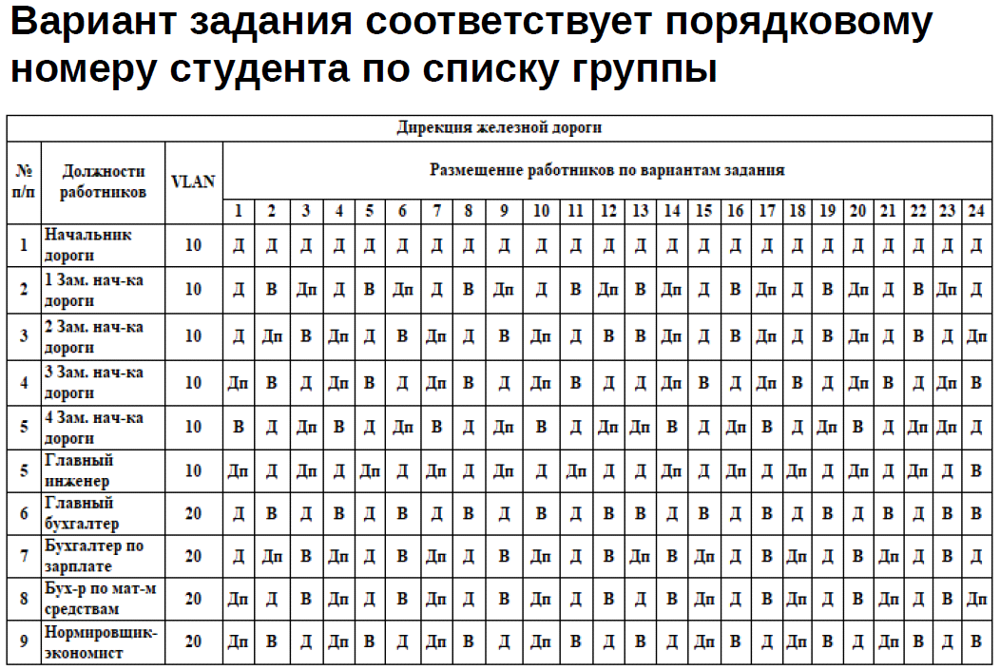 Вариант задания соответствует порядковому
номеру студента по списку группы
Дирекция железной дороги
№ п/п Должности работников VLAN Размещение работников по вариантам задания
1 2 3 4 5 6 7 8 9 10 11 12 13 14 15 16 17 18 19 20 21 22 23 24
1 Начальник дороги 10 Д Д Д Д Д Д Д Д Д Д Д Д Д Д Д Д Д Д Д Д Д Д Д Д
2 1 Зам. нач-ка дороги 10 Д В Дп Д В Дп Д В Дп Д В Дп В Дп Д В Дп Д В Дп Д В Дп Д
3 2 Зам. нач-ка дороги 10 Д Дп В Дп Д В Дп Д В Дп Д В В Дп Д В Дп Д В Дп Д В Д Дп
4 3 Зам. нач-ка дороги 10 Дп В Д Дп В Д Дп В Д Дп В Д Д Дп В Д Дп В Д Дп В Д Дп В
5 4 Зам. нач-ка дороги 10 В Д Дп В Д Дп В Д Дп В Д Дп Дп В Д Дп В Д Дп В Д Дп Дп Д
5 Главный инженер 10 Дп Д Дп Д Дп Д Дп Д Дп Д Дп Д Д Дп Д Дп Д Дп Д Дп Д Дп Д В
6 Главный бухгалтер 20 Д В Д В Д В Д В Д В Д В В Д В Д В Д В Д В Д В В
7 Бухгалтер по зарплате 20 Д Дп В Дп Д В Дп Д В Дп Д В Дп В Дп Д В Дп Д В Дп Д В Д
8 Бух-р по мат-м средствам 20 Дп Д В Дп Д В Дп Д В Дп Д В Д В Дп Д В Дп Д В Дп Д В Дп
9 Нормировщик-экономист 20 Дп В Д Дп В Д Дп В Д Дп В Д В Д Дп В Д Дп В Д Дп В Д В